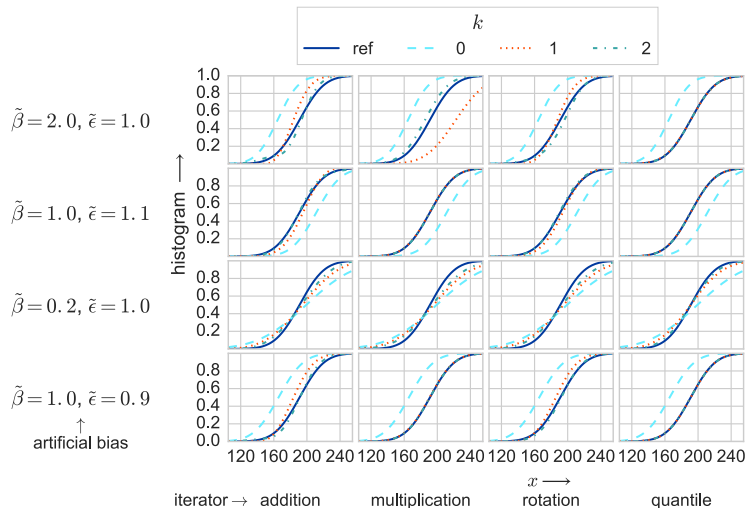 k
ref 0 1 2
β̃ = 2.0, ϵ̃ = 1.0
β̃ = 1.0, ϵ̃ = 1.1
β̃ = 0.2, ϵ̃ = 1.0
β̃ = 1.0, ϵ̃ = 0.9
↑
artificial bias
histogram ⟶
1.0
0.8
0.6
0.4
0.2
0.8
0.6
0.4
0.2
0.8
0.6
0.4
0.2
0.8
0.6
0.4
0.2
0.0
120 160 200 240 120 160 200 240 120 160 200 240 120 160 200 240
x ⟶
iterator → addition multiplication rotation quantile